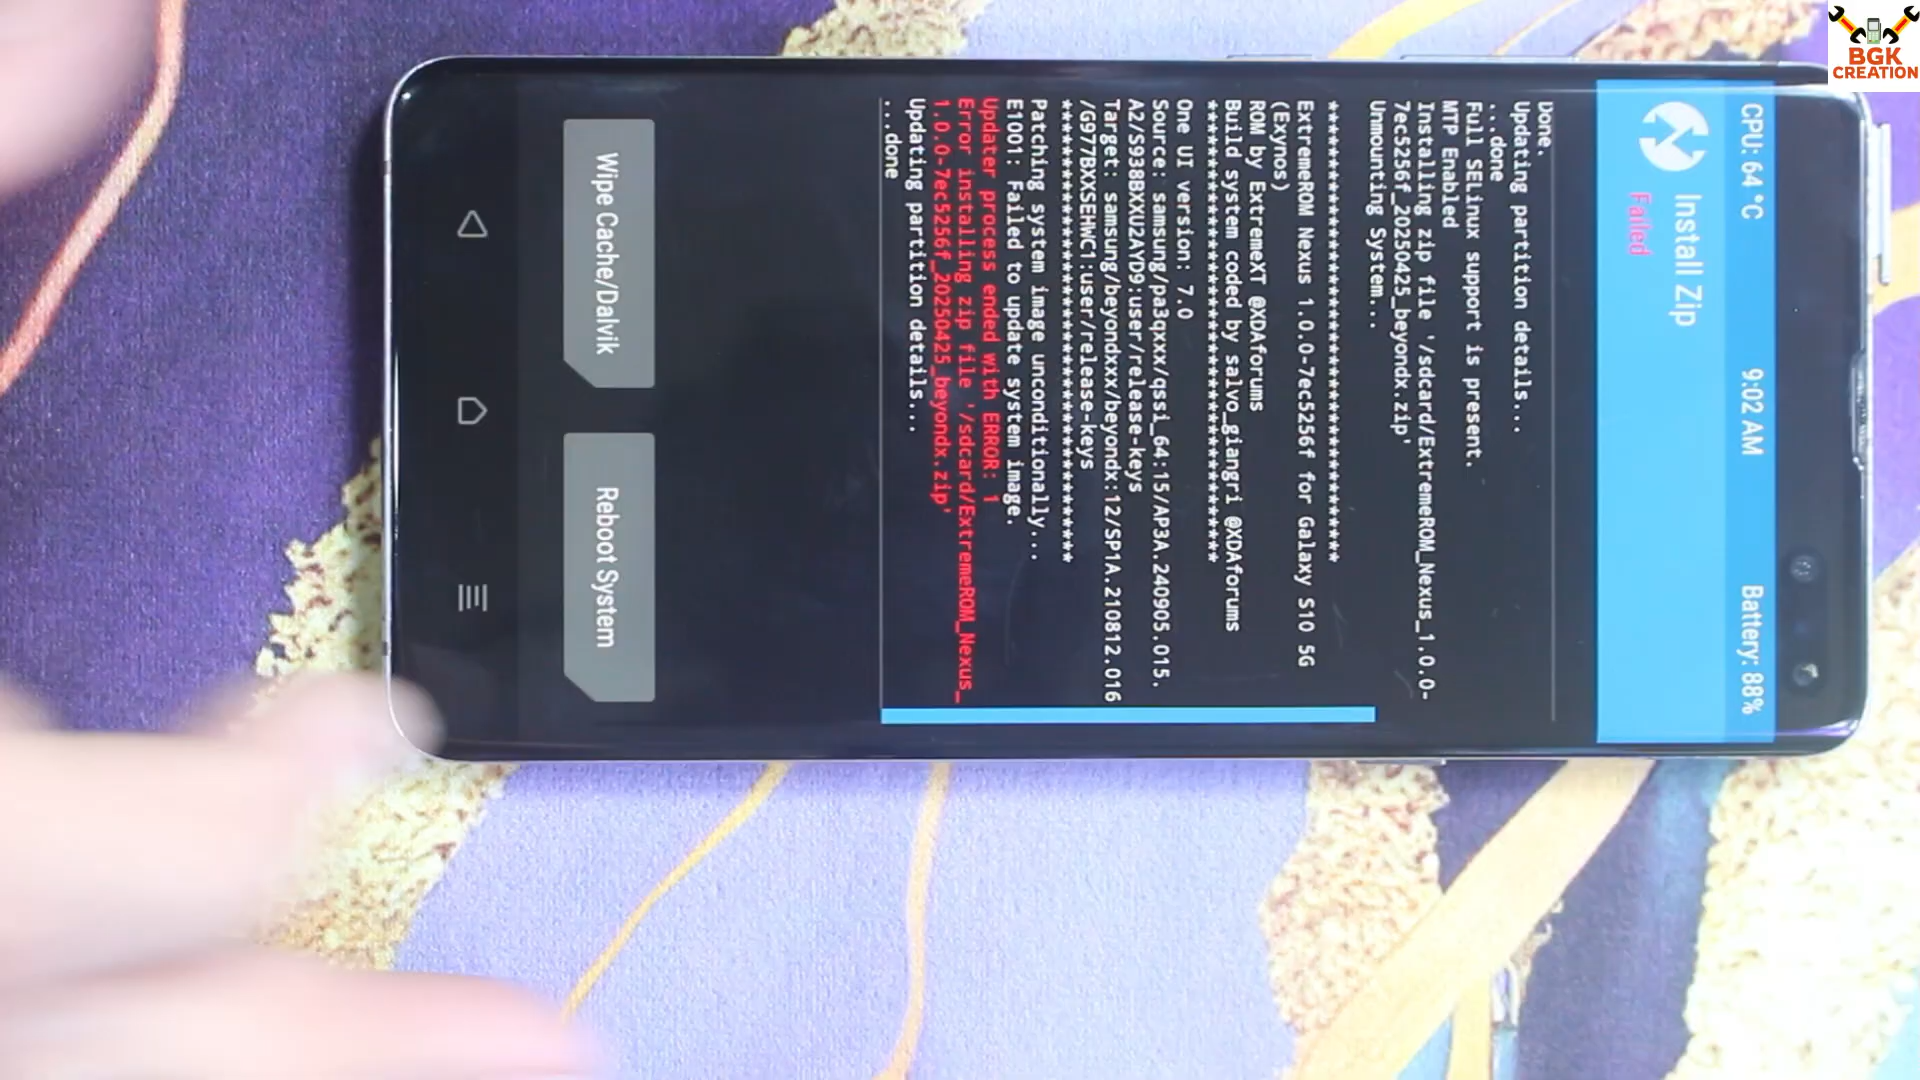 BGK
CREATION
CPU: 64 °C
9:02 AM
Battery: 88%
Install Zip
Failed
Done.
Updating partition details...
...done
Full SELinux support is present.
MTP Enabled
Installing zip file '/sdcard/ExtremeROM_Nexus_1.0.0-
7ec5256f_20250425_beyondx.zip'
Unmounting System...
****************************************
ExtremeROM Nexus 1.0.0-7ec5256f for Galaxy S10 5G
(Exynos)
ROM by ExtremeXT @XDAforums
Build system coded by salvo_giangri @XDAforums
****************************************
One UI version: 7.0
Source: samsung/pa3qxxx/qssi_64:15/AP3A.240905.015.
A2/S938BXXU2AYD9:user/release-keys
Target: samsung/beyondxxx/beyondx:12/SP1A.210812.016
/G977BXXSEHWC1:user/release-keys
****************************************
Patching system image unconditionally...
E1001: Failed to update system image.
Updater process ended with ERROR: 1
Error installing zip file '/sdcard/ExtremeROM_Nexus_
1.0.0-7ec5256f_20250425_beyondx.zip'
Updating partition details...
...done
Wipe Cache/Dalvik
Reboot System